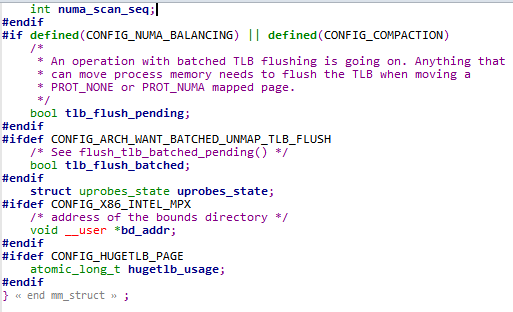 int numa_scan_seq;
#endif
#if defined(CONFIG_NUMA_BALANCING) || defined(CONFIG_COMPACTION)
/*
* An operation with batched TLB flushing is going on. Anything that
* can move process memory needs to flush the TLB when moving a
* PROT_NONE or PROT_NUMA mapped page.
*/
bool tlb_flush_pending;
#endif
#ifdef CONFIG_ARCH_WANT_BATCHED_UNMAP_TLB_FLUSH
/* See flush_tlb_batched_pending() */
bool tlb_flush_batched;
#endif
struct uprobes_state uprobes_state;
#ifdef CONFIG_X86_INTEL_MPX
/* address of the bounds directory */
void __user *bd_addr;
#endif
#ifdef CONFIG_HUGETLB_PAGE
atomic_long_t hugetlb_usage;
#endif
} « end mm_struct » ;